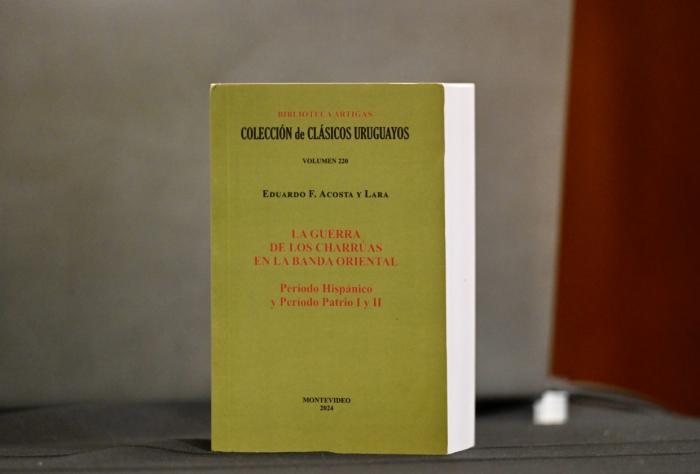 BIBLIOTECA ARTIGAS
COLECCIÓN de CLÁSICOS URUGUAYOS
VOLUMEN 220
EDUARDO F. ACOSTA Y LARA
LA GUERRA
DE LOS CHARRÚAS
EN LA BANDA ORIENTAL
Período Hispánico
y Período Patrio I y II
MONTEVIDEO
2024